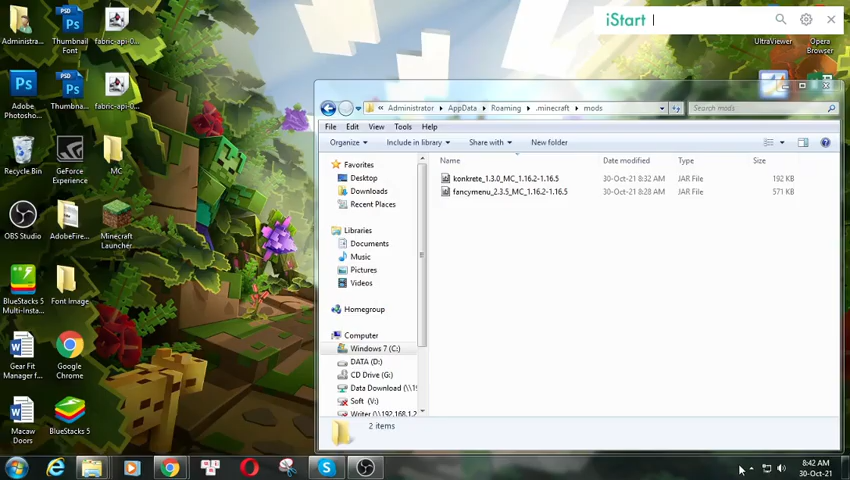 iStart
Administra...
Thumbnail Font
fabric-api-0...
Adobe Photosho...
Thumbna...
fabric-api-0...
Recycle Bin
GeForce Experience
MC
OBS Studio
AdobeFire...
Minecraft Launcher...
BlueStacks 5 Multi-Insta...
Font Image
Gear Fit Manager f...
Google Chrome
Macaw Doors
BlueStacks 5
UltraViewer
Opera Browser
« Administrator AppData Roaming .minecraft mods
Search mods
File Edit View Tools Help
Organize Include in library Share with New folder
Name Date modified Type Size
konkrete_1.3.0_MC_1.16.2-1.16.5 30-Oct-21 8:32 AM JAR File 192 KB
fancymenu_2.3.5_MC_1.16.2-1.16.5 30-Oct-21 8:28 AM JAR File 571 KB
Favorites
Desktop
Downloads
Recent Places
Libraries
Documents
Music
Pictures
Videos
Homegroup
Computer
Windows 7 (C:)
DATA (D:)
CD Drive (G:)
Data Download (\\19
Soft (V:)
Writer (\\192.168.1.2
2 items
8:42 AM
30-Oct-21